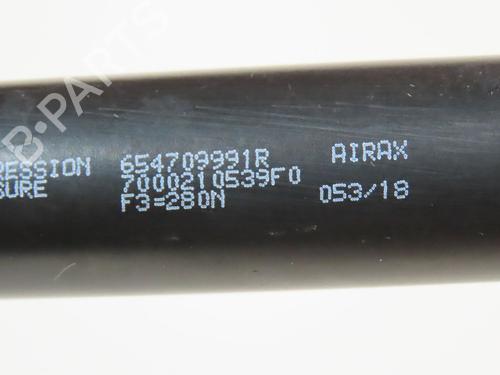 B-PARTS
RESSION 654709991R AIRAX
SURE 7000210539F0 053/18
F3=280N